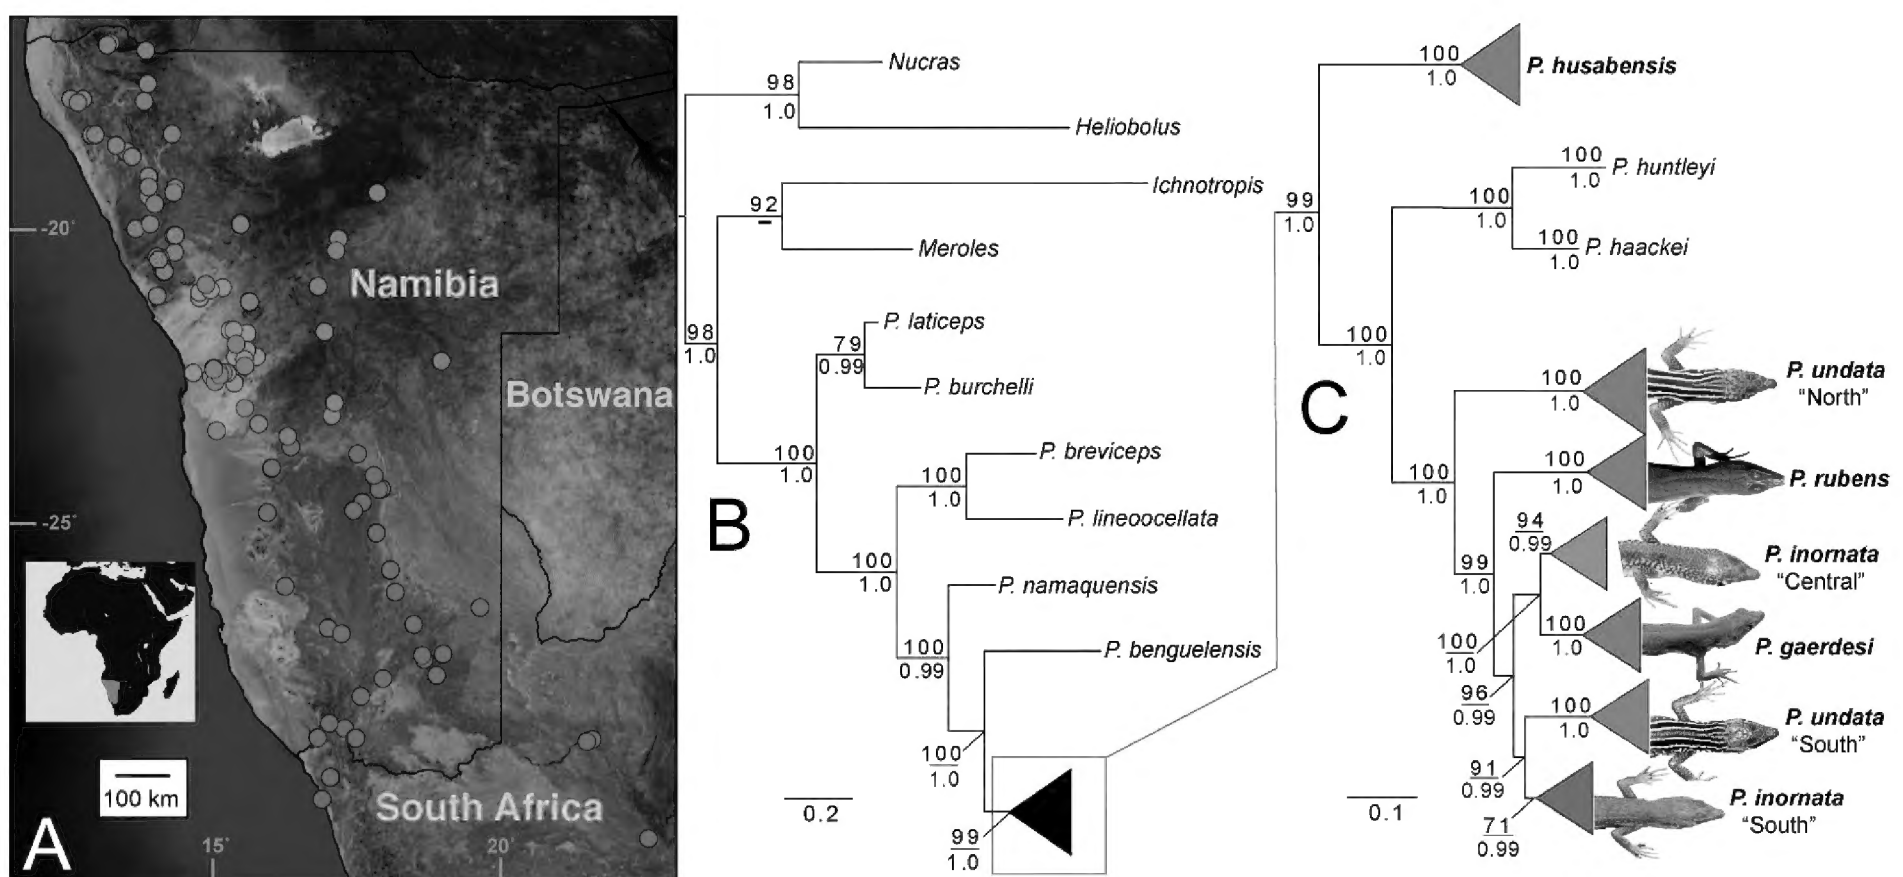 -20°
-25°
15°
20°
Namibia
Botswana
South Africa
100 km
A
B
98
1.0
Nucras
Heliobolus
92
–
Ichnotropis
Meroles
98
1.0
79
0.99
P. laticeps
P. burchelli
100
1.0
100
1.0
P. breviceps
P. lineoocellata
100
1.0
P. namaquensis
100
0.99
P. benguelensis
100
1.0
99
1.0
0.2
C
99
1.0
100
1.0
P. husabensis
100
1.0
100
1.0
P. huntleyi
100
1.0
P. haackei
100
1.0
100
1.0
P. undata
“North”
100
1.0
100
1.0
P. rubens
99
1.0
94
0.99
P. inornata
“Central”
100
1.0
100
1.0
P. gaerdesi
96
0.99
100
1.0
P. undata
“South”
91
0.99
71
0.99
P. inornata
“South”
0.1